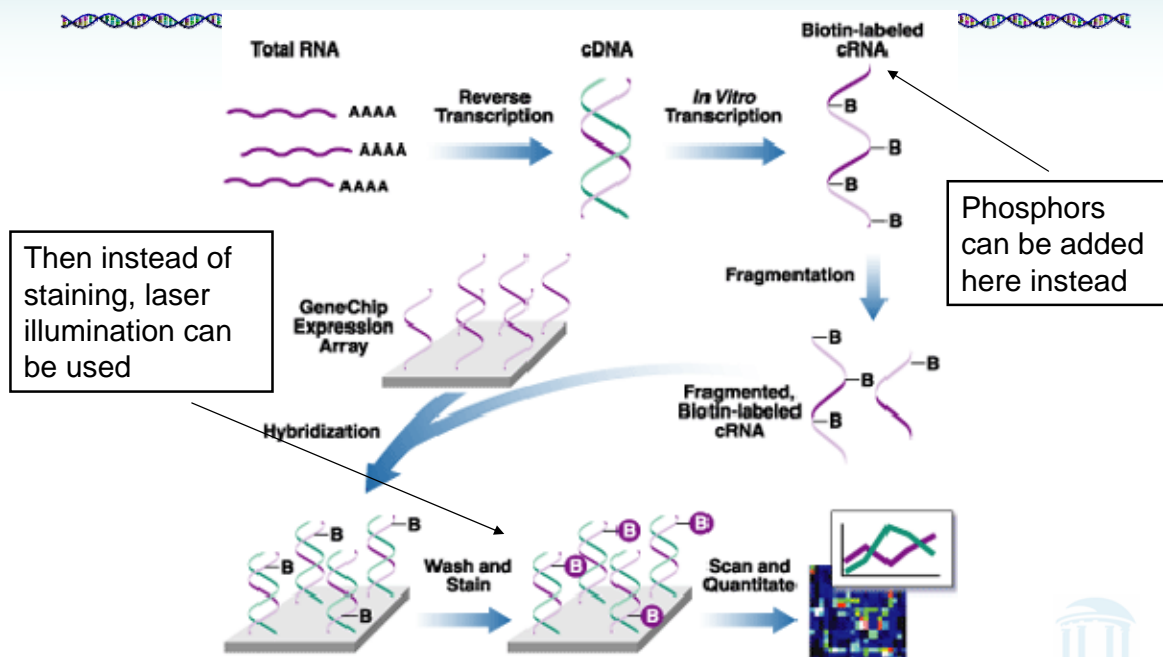 Total RNA
cDNA
Biotin-labeled
cRNA
AAAA
AAAA
AAAA
Reverse
Transcription
In Vitro
Transcription
B
B
B
B
Phosphors
can be added
here instead
Then instead of
staining, laser
illumination can
be used
GeneChip
Expression
Array
Fragmentation
B
B
B
B
Fragmented,
Biotin-labeled
cRNA
Hybridization
B
B
B
B
Wash and
Stain
B
B
B
B
Scan and
Quantitate